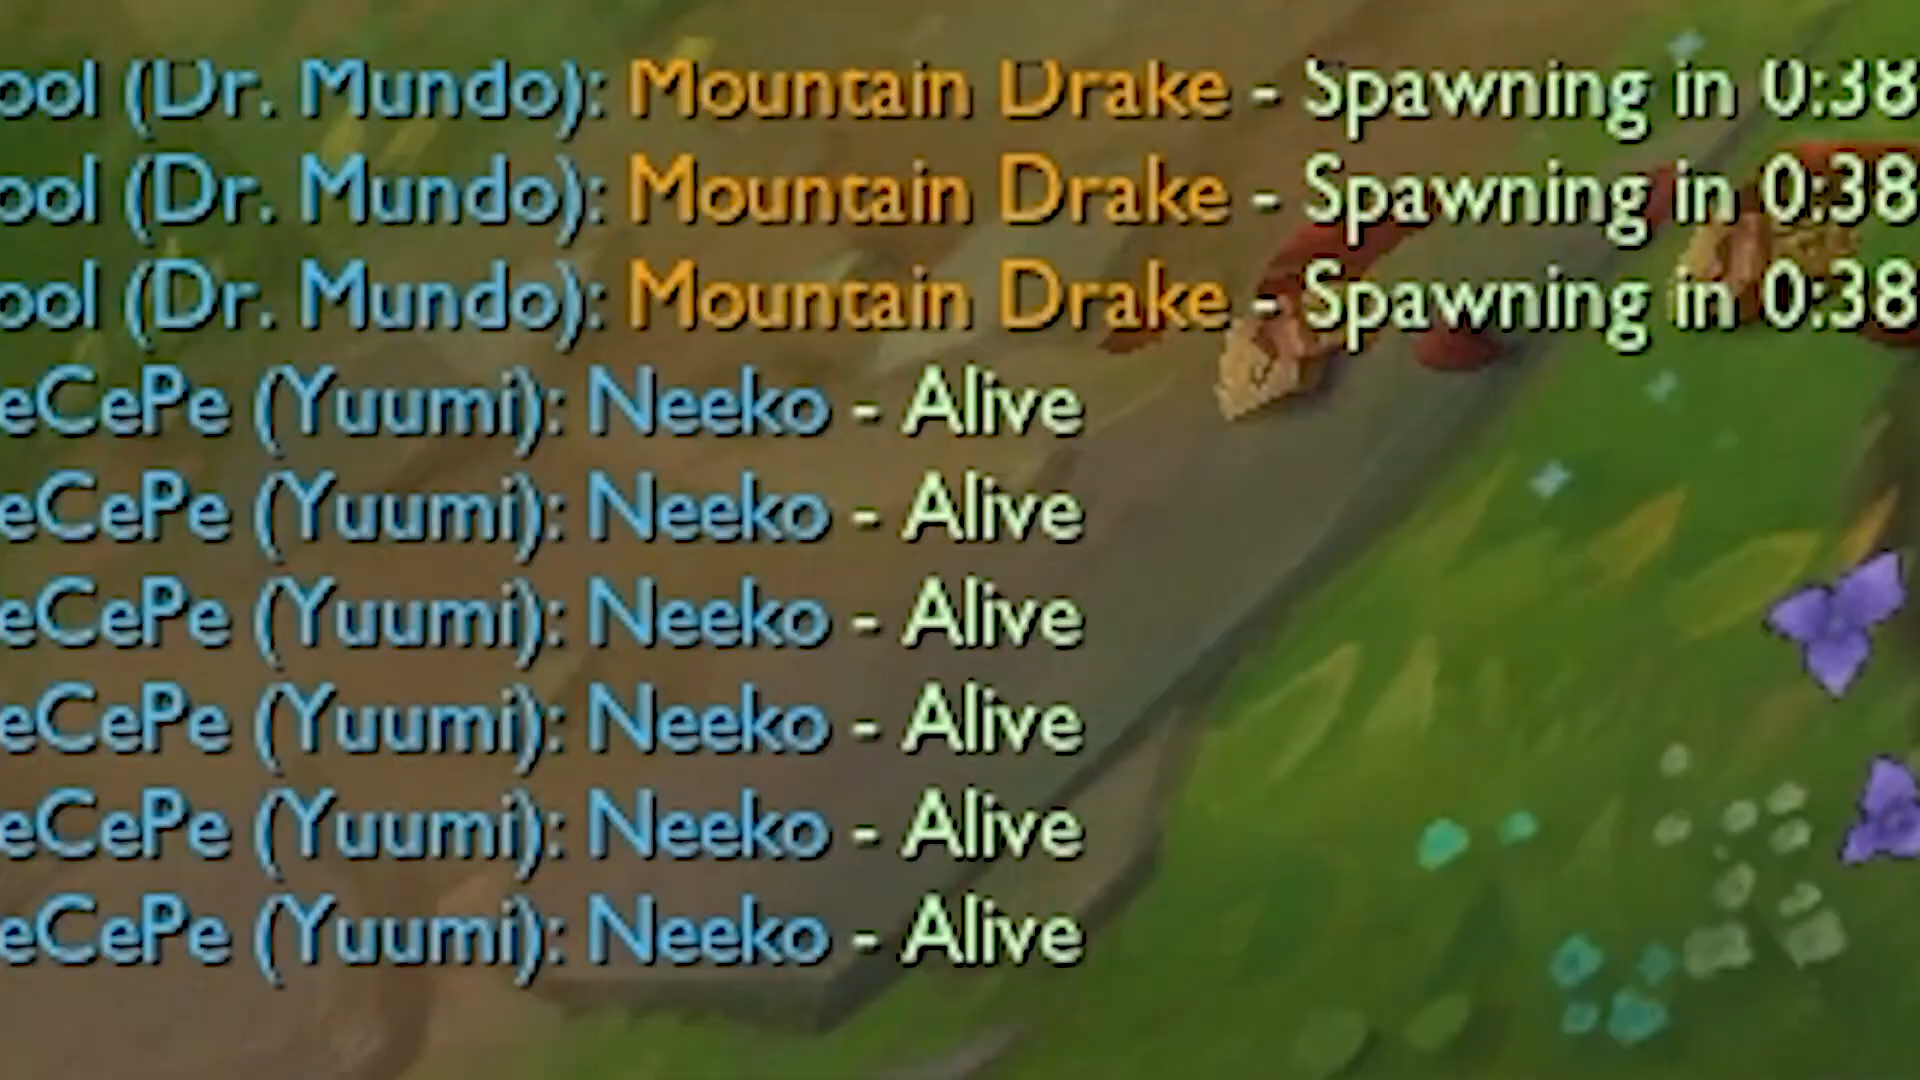 ool (Dr. Mundo): Mountain Drake - Spawning in 0:38
ool (Dr. Mundo): Mountain Drake - Spawning in 0:38
ool (Dr. Mundo): Mountain Drake - Spawning in 0:38
eCePe (Yuumi): Neeko - Alive
eCePe (Yuumi): Neeko - Alive
eCePe (Yuumi): Neeko - Alive
eCePe (Yuumi): Neeko - Alive
eCePe (Yuumi): Neeko - Alive
eCePe (Yuumi): Neeko - Alive